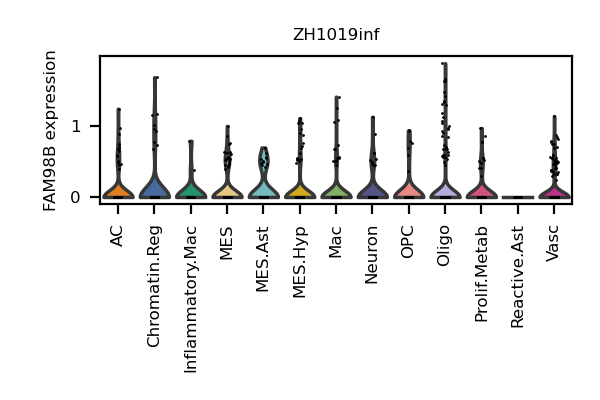 ZH1019inf
FAM98B expression
1
0
AC
Chromatin.Reg
Inflammatory.Mac
MES
MES.Ast
MES.Hyp
Mac
Neuron
OPC
Oligo
Prolif.Metab
Reactive.Ast
Vasc